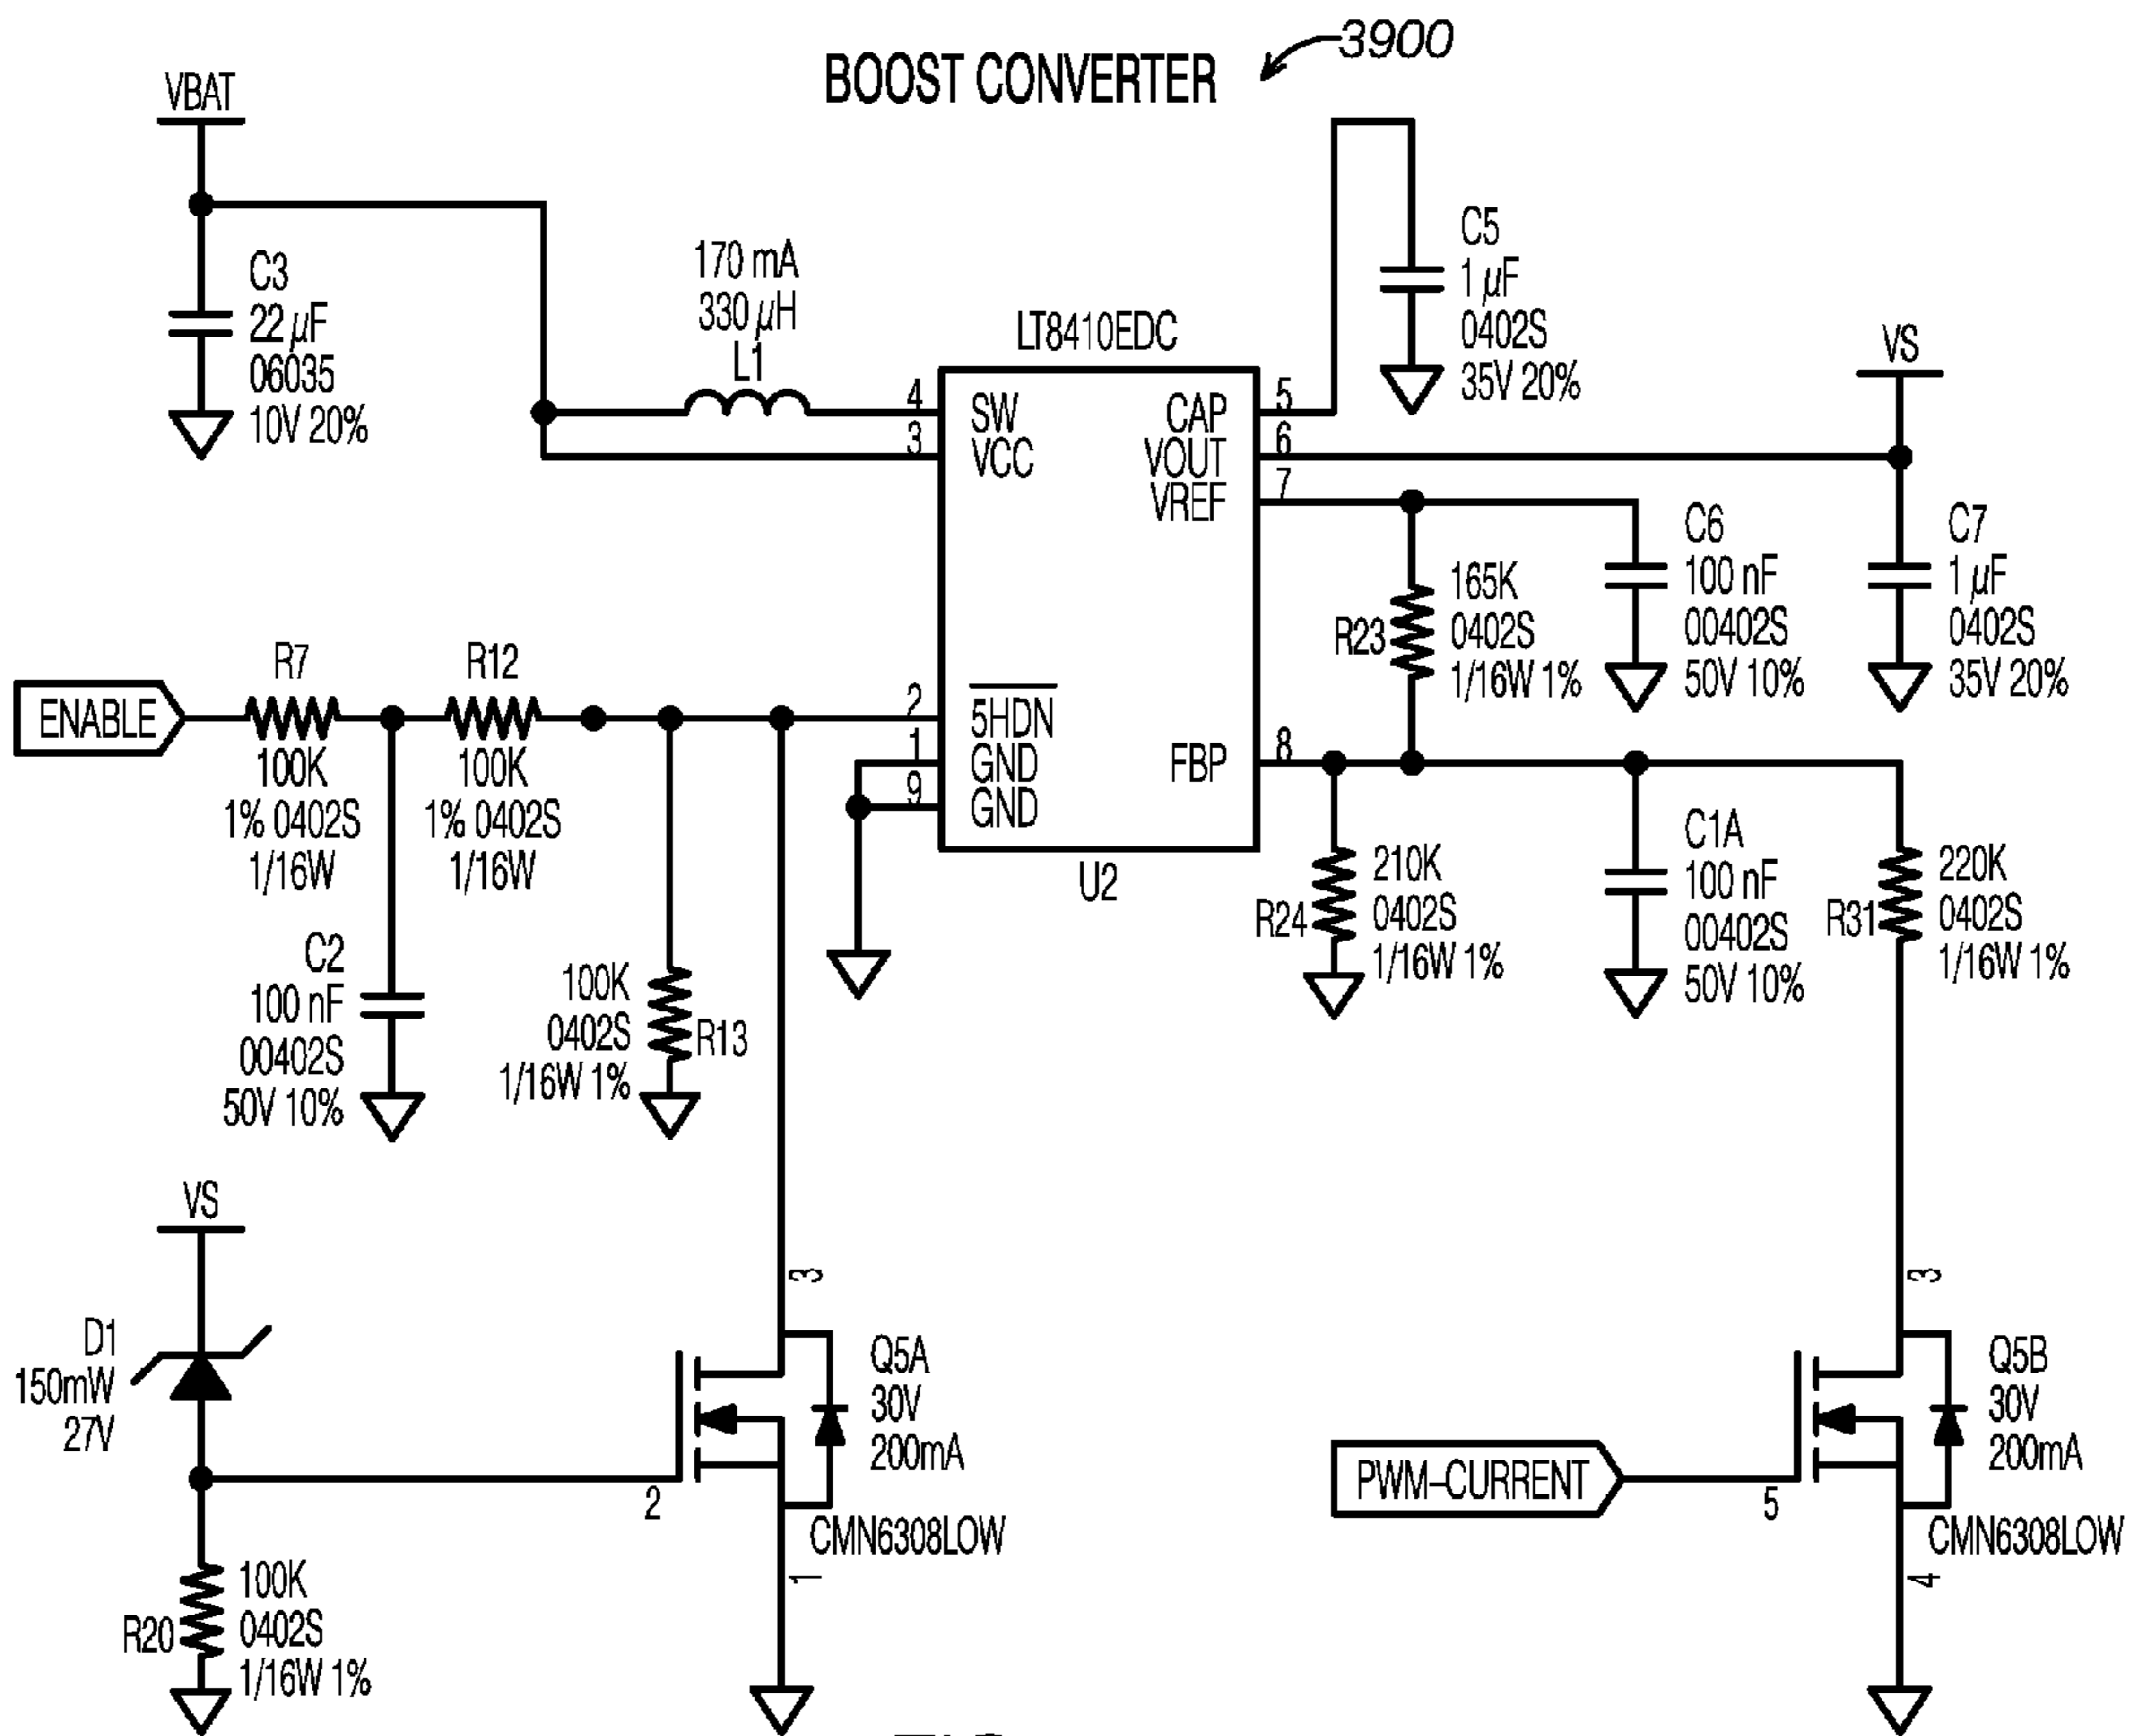 BOOST CONVERTER
3900
VBAT
C3
22 µF
06035
10V 20%
170 mA
330 µH
L1
LT8410EDC
4
3
SW
VCC
CAP
VOUT
VREF
5
6
7
C5
1 µF
0402S
35V 20%
VS
R23
165K
0402S
1/16W 1%
C6
100 nF
00402S
50V 10%
C7
1 µF
0402S
35V 20%
ENABLE
R7
100K
1% 0402S
1/16W
R12
100K
1% 0402S
1/16W
2
1
9
5HDN
GND
GND
FBP
8
U2
C2
100 nF
00402S
50V 10%
100K
0402S
1/16W 1%
R13
R24
210K
0402S
1/16W 1%
C1A
100 nF
00402S
50V 10%
R31
220K
0402S
1/16W 1%
VS
D1
150mW
27V
R20
100K
0402S
1/16W 1%
2
3
Q5A
30V
200mA
CMN6308LOW
1
PWM–CURRENT
5
3
Q5B
30V
200mA
CMN6308LOW
4